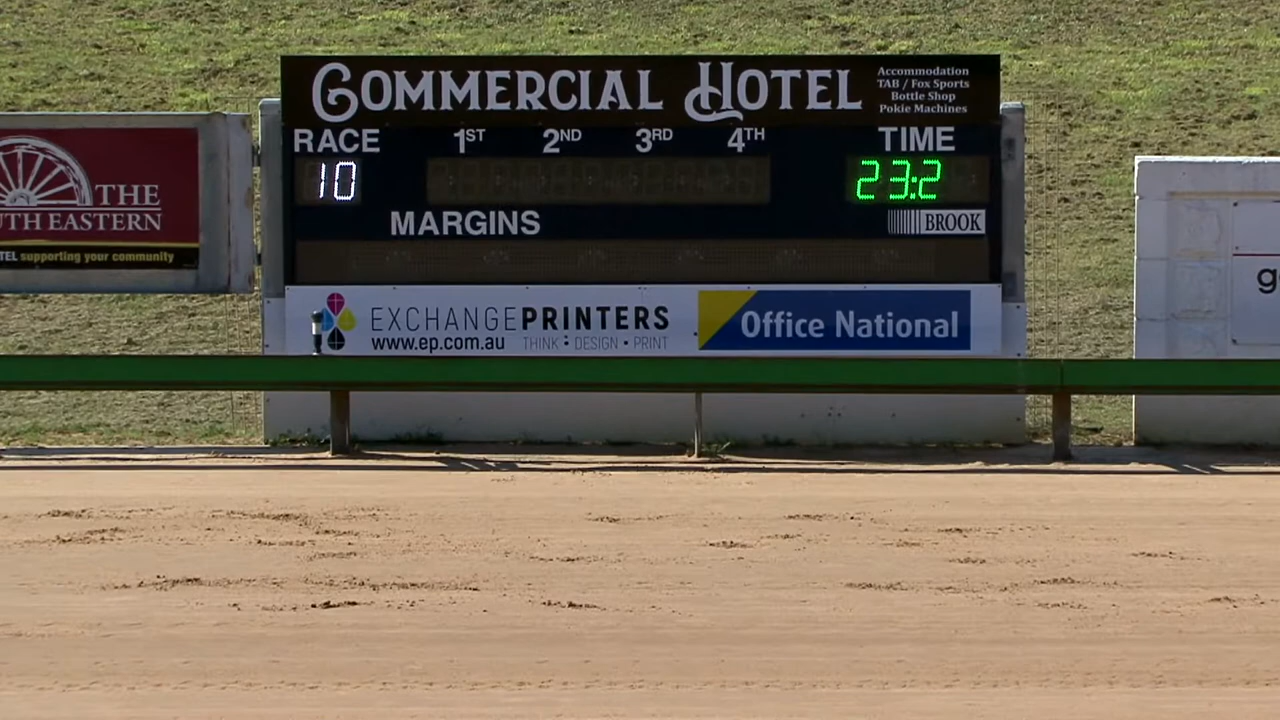 COMMERCIAL HOTEL
Accommodation
TAB / Fox Sports
Bottle Shop
Pokie Machines
RACE 1ST 2ND 3RD 4TH TIME
10 23:2
MARGINS
BROOK
THE
UTH EASTERN
TEL supporting your community
EXCHANGEPRINTERS
www.ep.com.au THINK : DESIGN • PRINT
Office National
g